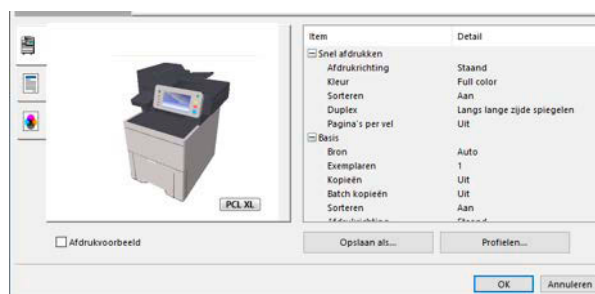 Item Detail
Snel afdrukken
Afdrukrichting Staand
Kleur Full color
Sorteren Aan
Duplex Langs lange zijde spiegelen
Pagina's per vel Uit
Basis
Bron Auto
Exemplaren 1
Kopieën Uit
Batch kopieën Uit
Sorteren Aan
Afdrukrichting Staand
PCL XL
Afdrukvoorbeeld Opslaan als... Profielen...
OK Annuleren